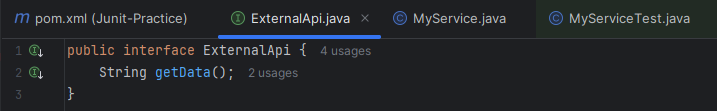 pom.xml (Junit-Practice) ExternalApi.java MyService.java MyServiceTest.java
1 public interface ExternalApi { 4 usages
2 String getData(); 2 usages
3 }